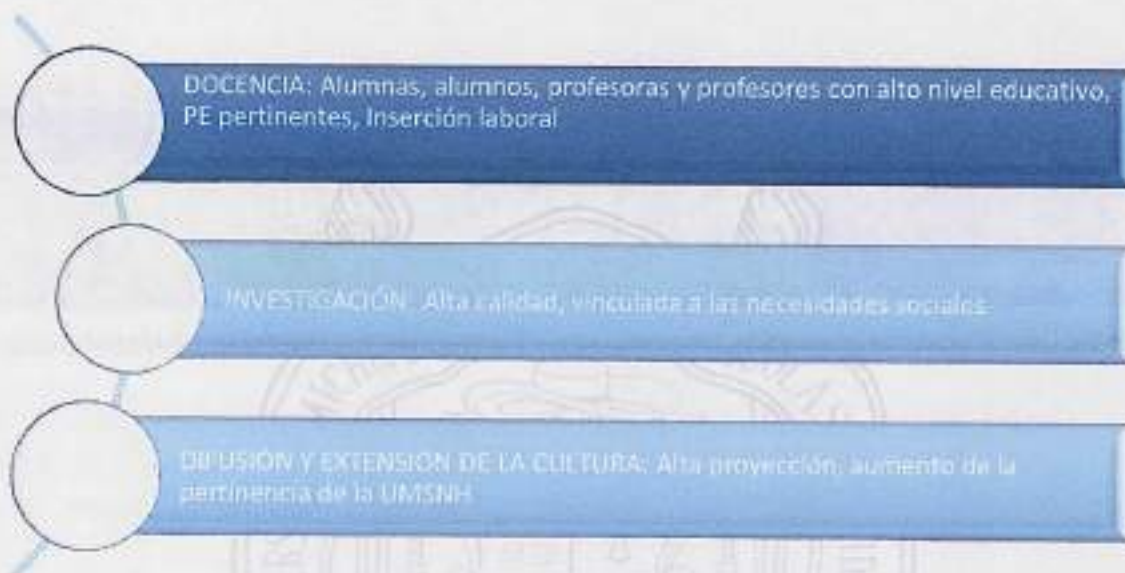 DOCENCIA: Alumnas, alumnos, profesoras y profesores con alto nivel educativo,
PE pertinentes, Inserción laboral
INVESTIGACIÓN: Alta calidad, vinculada a las necesidades sociales
DIFUSIÓN Y EXTENSION DE LA CULTURA: Alta proyección, aumento de la
pertinencia de la UMSNH